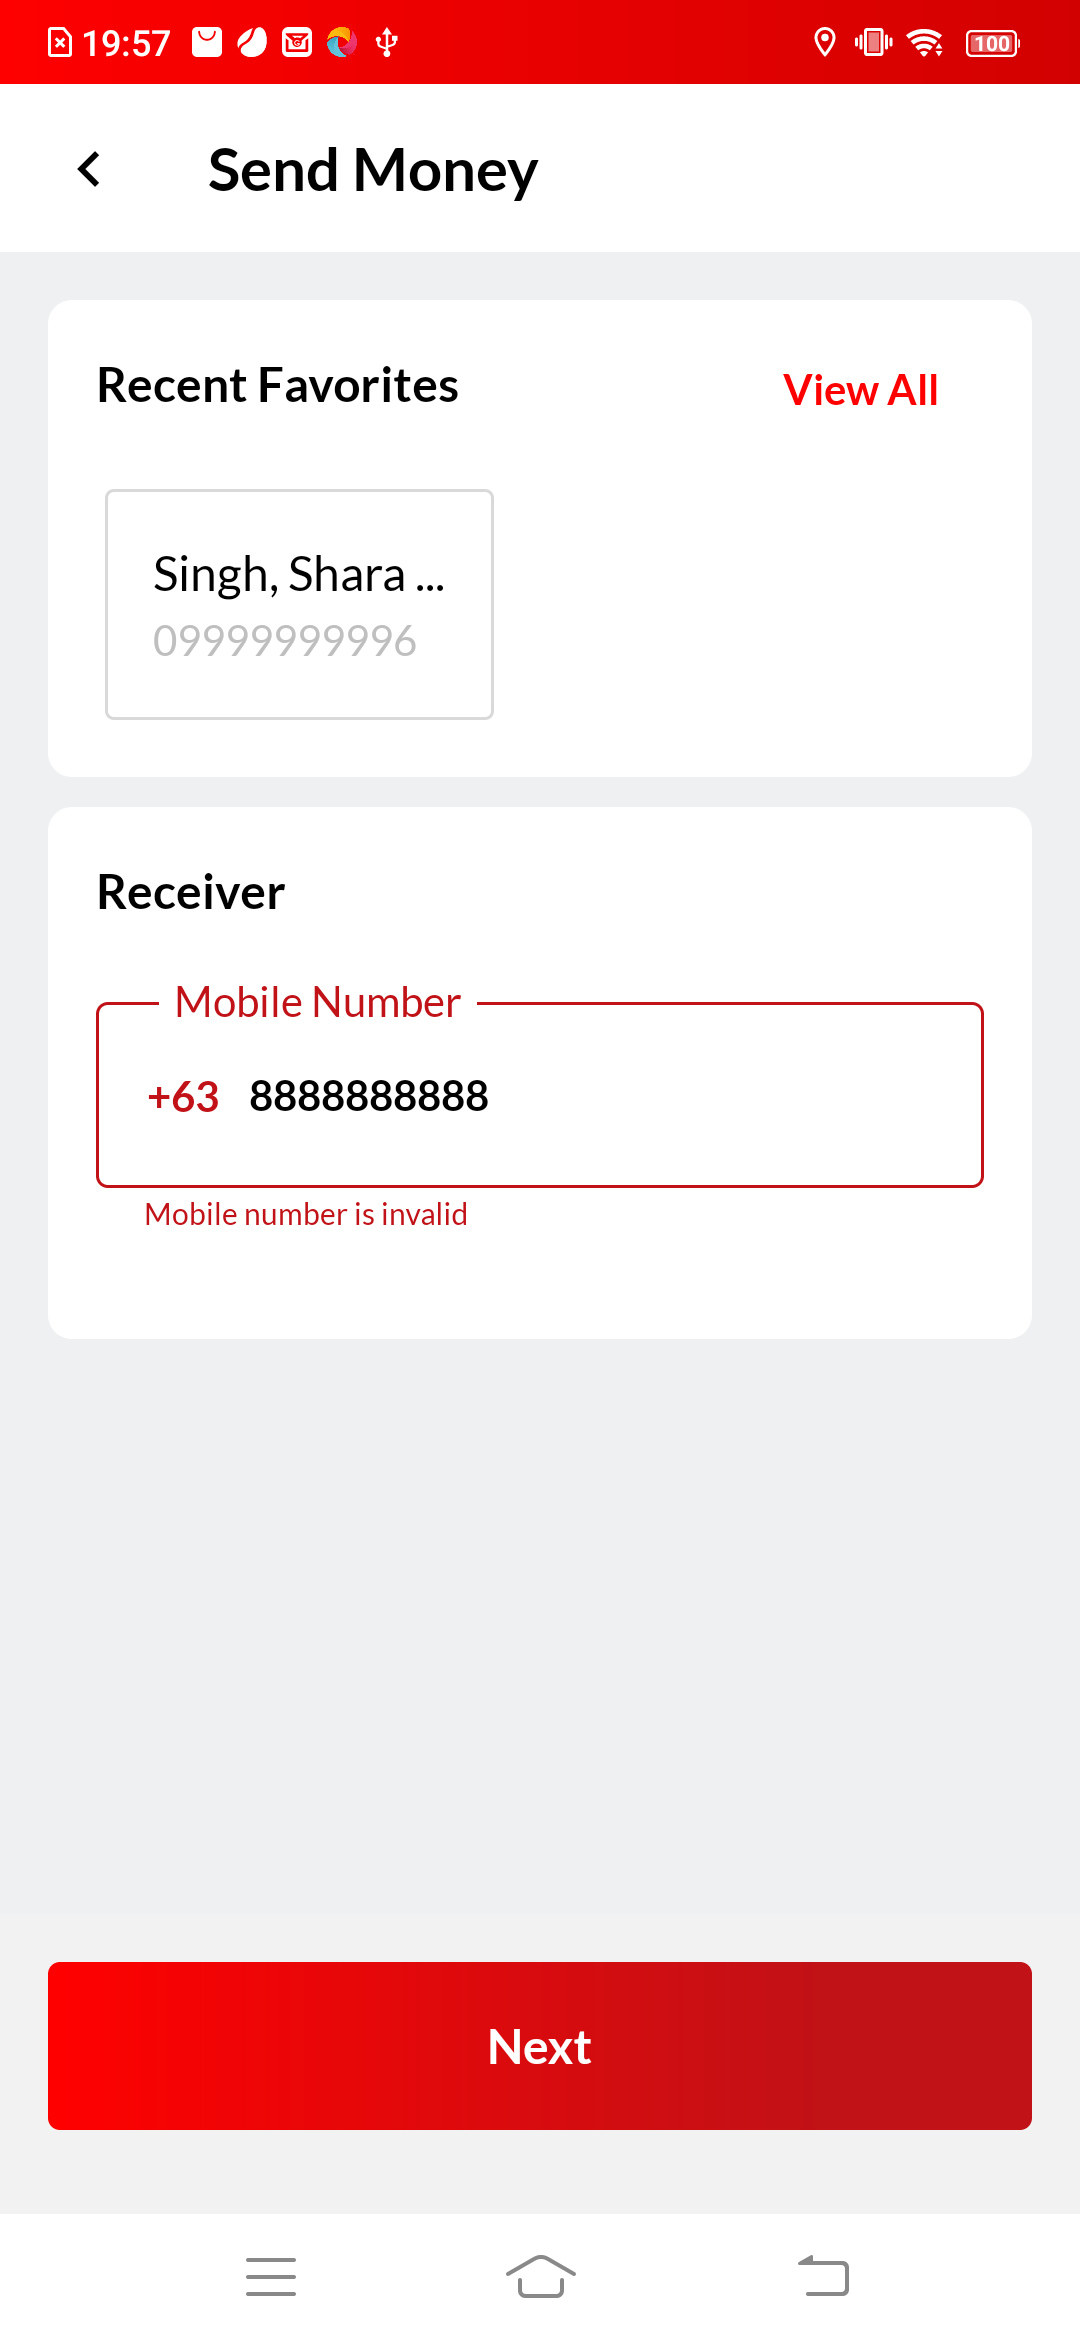 19:57
100
Send Money
Recent Favorites
View All
Singh, Shara ...
09999999996
Receiver
Mobile Number
+63 8888888888
Mobile number is invalid
Next